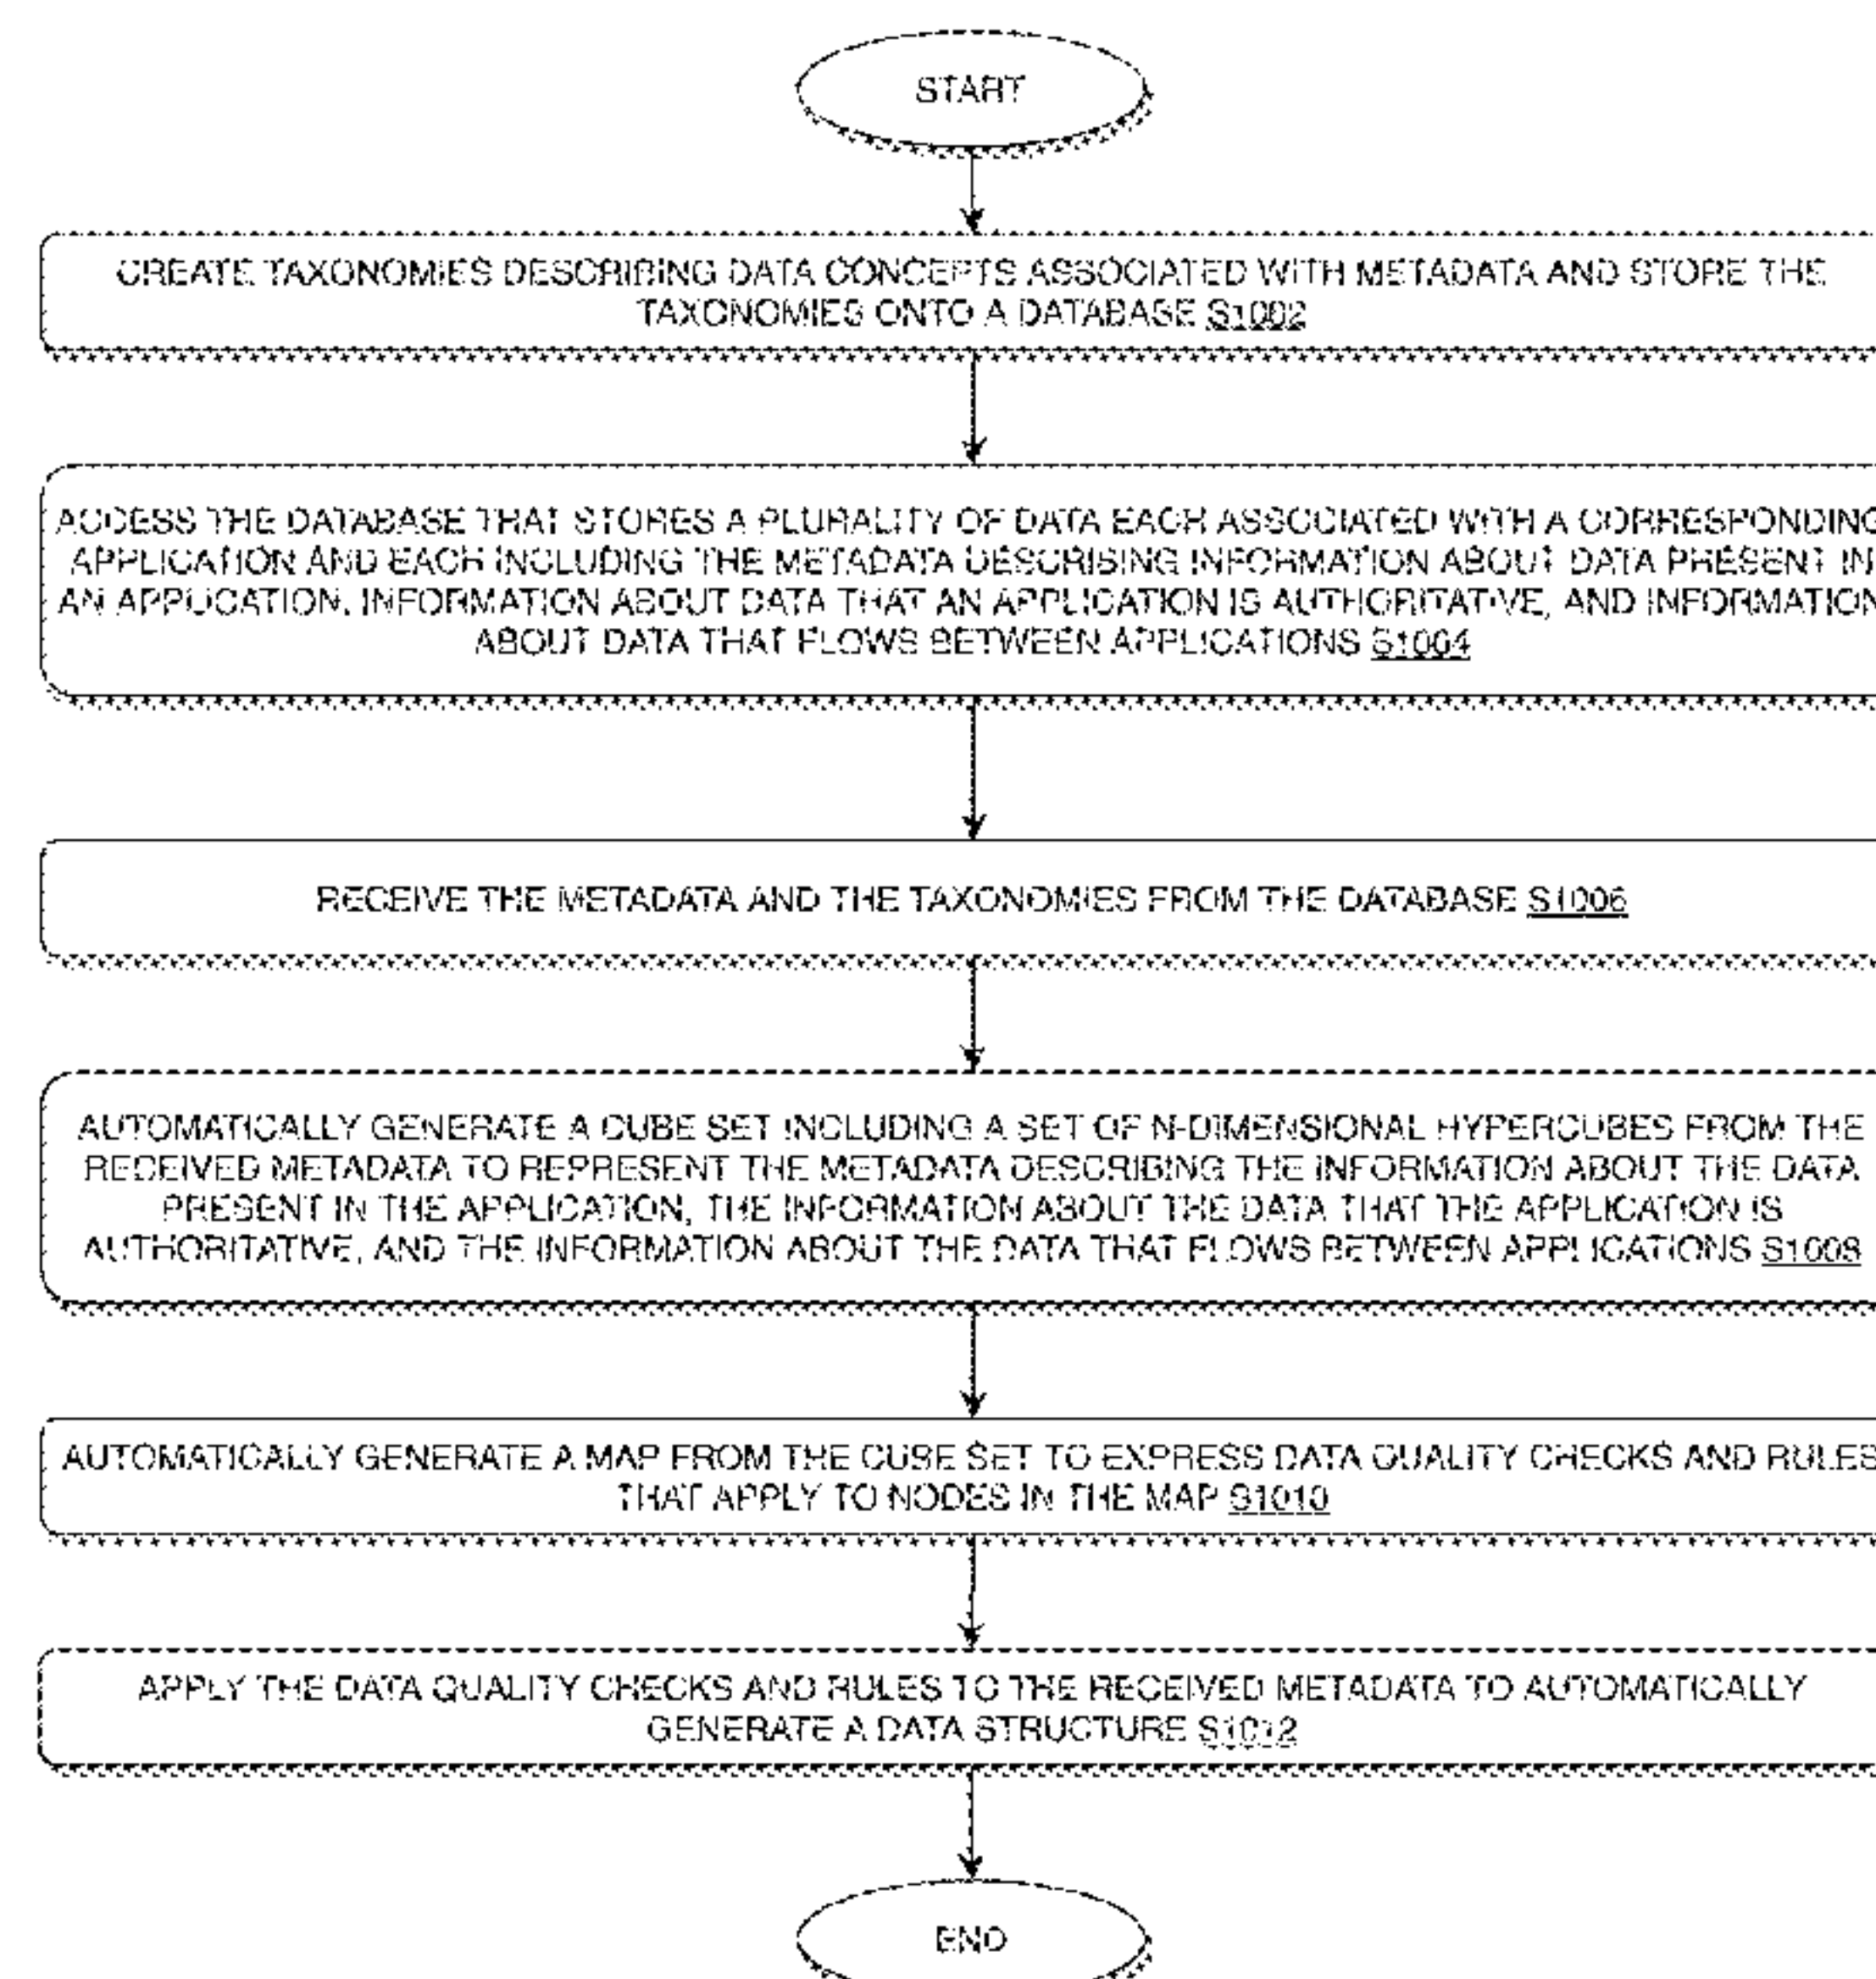 START
CREATE TAXONOMIES DESCRIBING DATA CONCEPTS ASSOCIATED WITH METADATA AND STORE THE
TAXONOMIES ONTO A DATABASE S1002
ACCESS THE DATABASE THAT STORES A PLURALITY OF DATA EACH ASSOCIATED WITH A CORRESPONDING
APPLICATION AND EACH INCLUDING THE METADATA DESCRIBING INFORMATION ABOUT DATA PRESENT IN
AN APPLICATION, INFORMATION ABOUT DATA THAT AN APPLICATION IS AUTHORITATIVE, AND INFORMATION
ABOUT DATA THAT FLOWS BETWEEN APPLICATIONS S1004
RECEIVE THE METADATA AND THE TAXONOMIES FROM THE DATABASE S1006
AUTOMATICALLY GENERATE A CUBE SET INCLUDING A SET OF N-DIMENSIONAL HYPERCUBES FROM THE
RECEIVED METADATA TO REPRESENT THE METADATA DESCRIBING THE INFORMATION ABOUT THE DATA
PRESENT IN THE APPLICATION, THE INFORMATION ABOUT THE DATA THAT THE APPLICATION IS
AUTHORITATIVE, AND THE INFORMATION ABOUT THE DATA THAT FLOWS BETWEEN APPLICATIONS S1008
AUTOMATICALLY GENERATE A MAP FROM THE CUBE SET TO EXPRESS DATA QUALITY CHECKS AND RULES
THAT APPLY TO NODES IN THE MAP S1010
APPLY THE DATA QUALITY CHECKS AND RULES TO THE RECEIVED METADATA TO AUTOMATICALLY
GENERATE A DATA STRUCTURE S1012
END